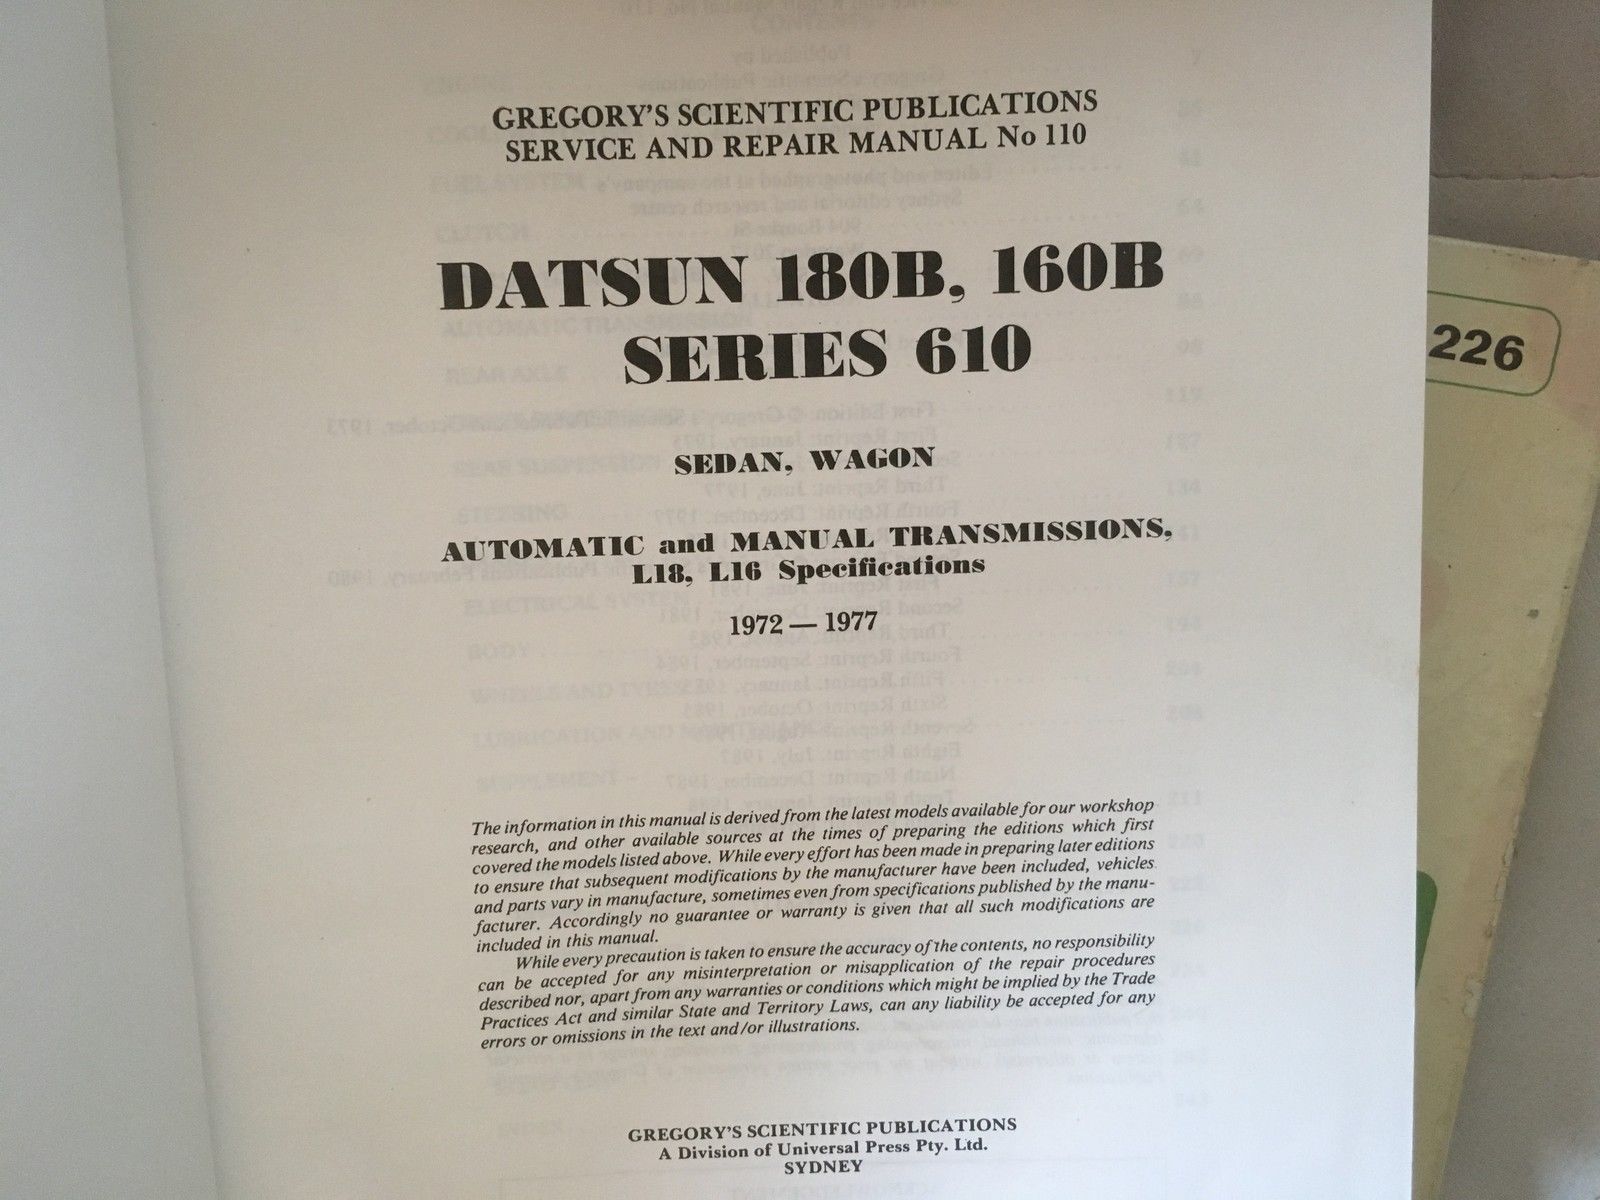 GREGORY'S SCIENTIFIC PUBLICATIONS
SERVICE AND REPAIR MANUAL No 110
DATSUN 180B, 160B
SERIES 610
SEDAN, WAGON
AUTOMATIC and MANUAL TRANSMISSIONS,
L18, L16 Specifications
1972 — 1977
The information in this manual is derived from the latest models available for our workshop
research, and other available sources at the times of preparing the editions which first
covered the models listed above. While every effort has been made in preparing later editions
to ensure that subsequent modifications by the manufacturer have been included, vehicles
and parts vary in manufacture, sometimes even from specifications published by the manu-
facturer. Accordingly no guarantee or warranty is given that all such modifications are
included in this manual.
While every precaution is taken to ensure the accuracy of the contents, no responsibility
can be accepted for any misinterpretation or misapplication of the repair procedures
described nor, apart from any warranties or conditions which might be implied by the Trade
Practices Act and similar State and Territory Laws, can any liability be accepted for any
errors or omissions in the text and/or illustrations.
GREGORY'S SCIENTIFIC PUBLICATIONS
A Division of Universal Press Pty. Ltd.
SYDNEY
226